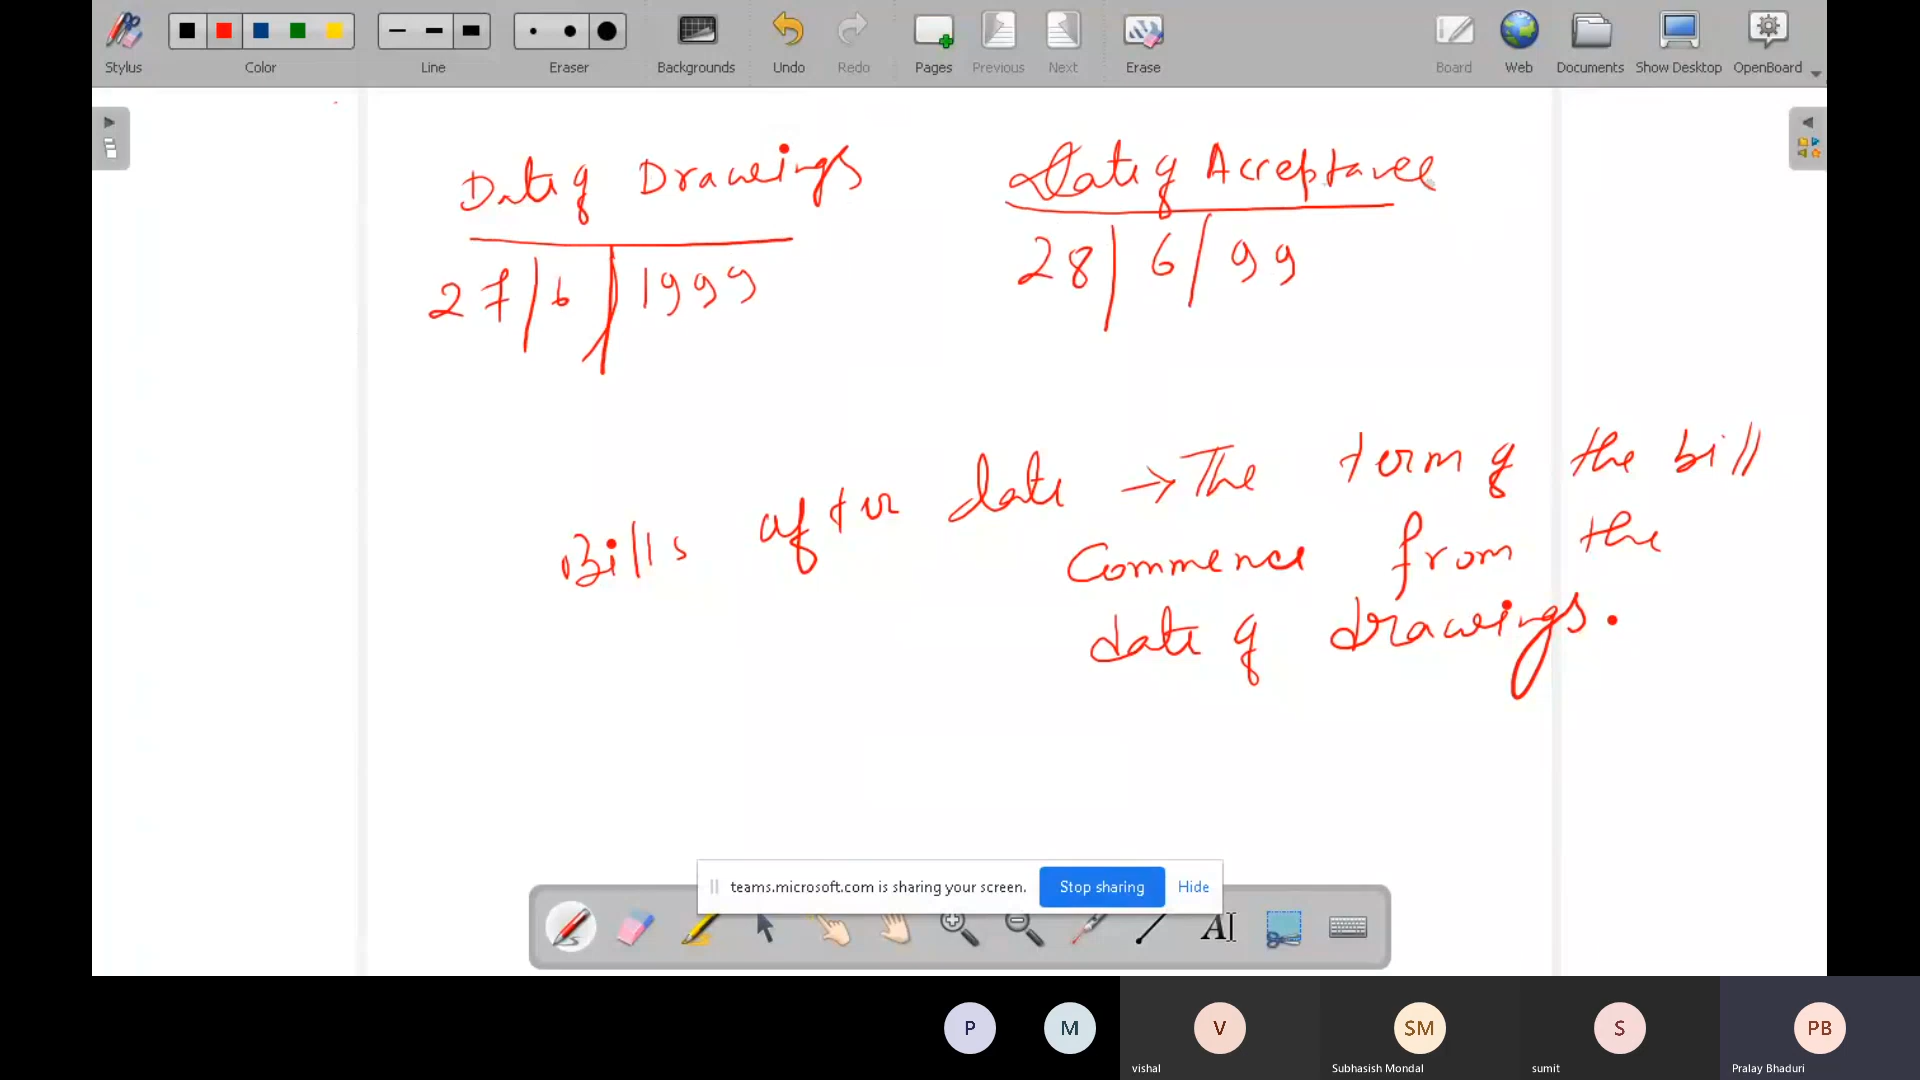 Stylus Color Line Eraser Backgrounds Undo Redo Pages Previous Next Erase Board Web Documents Show Desktop OpenBoard
Date of Drawings Date of Acceptance
27/6/1999 28/6/99
Bills after date → The term of the bill
Commence from the
date of drawings.
teams.microsoft.com is sharing your screen. Stop sharing Hide
AI
P M V SM S PB
vishal Subhasish Mondal sumit Pralay Bhaduri